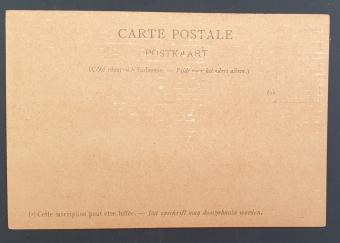 CARTE POSTALE
POSTKAART
(Côté réservé à l'adresse. — Zijde voor het adres alleen.)
(*) Cette inscription peut être biffée. — Dit opschrift mag doorgehaald worden.